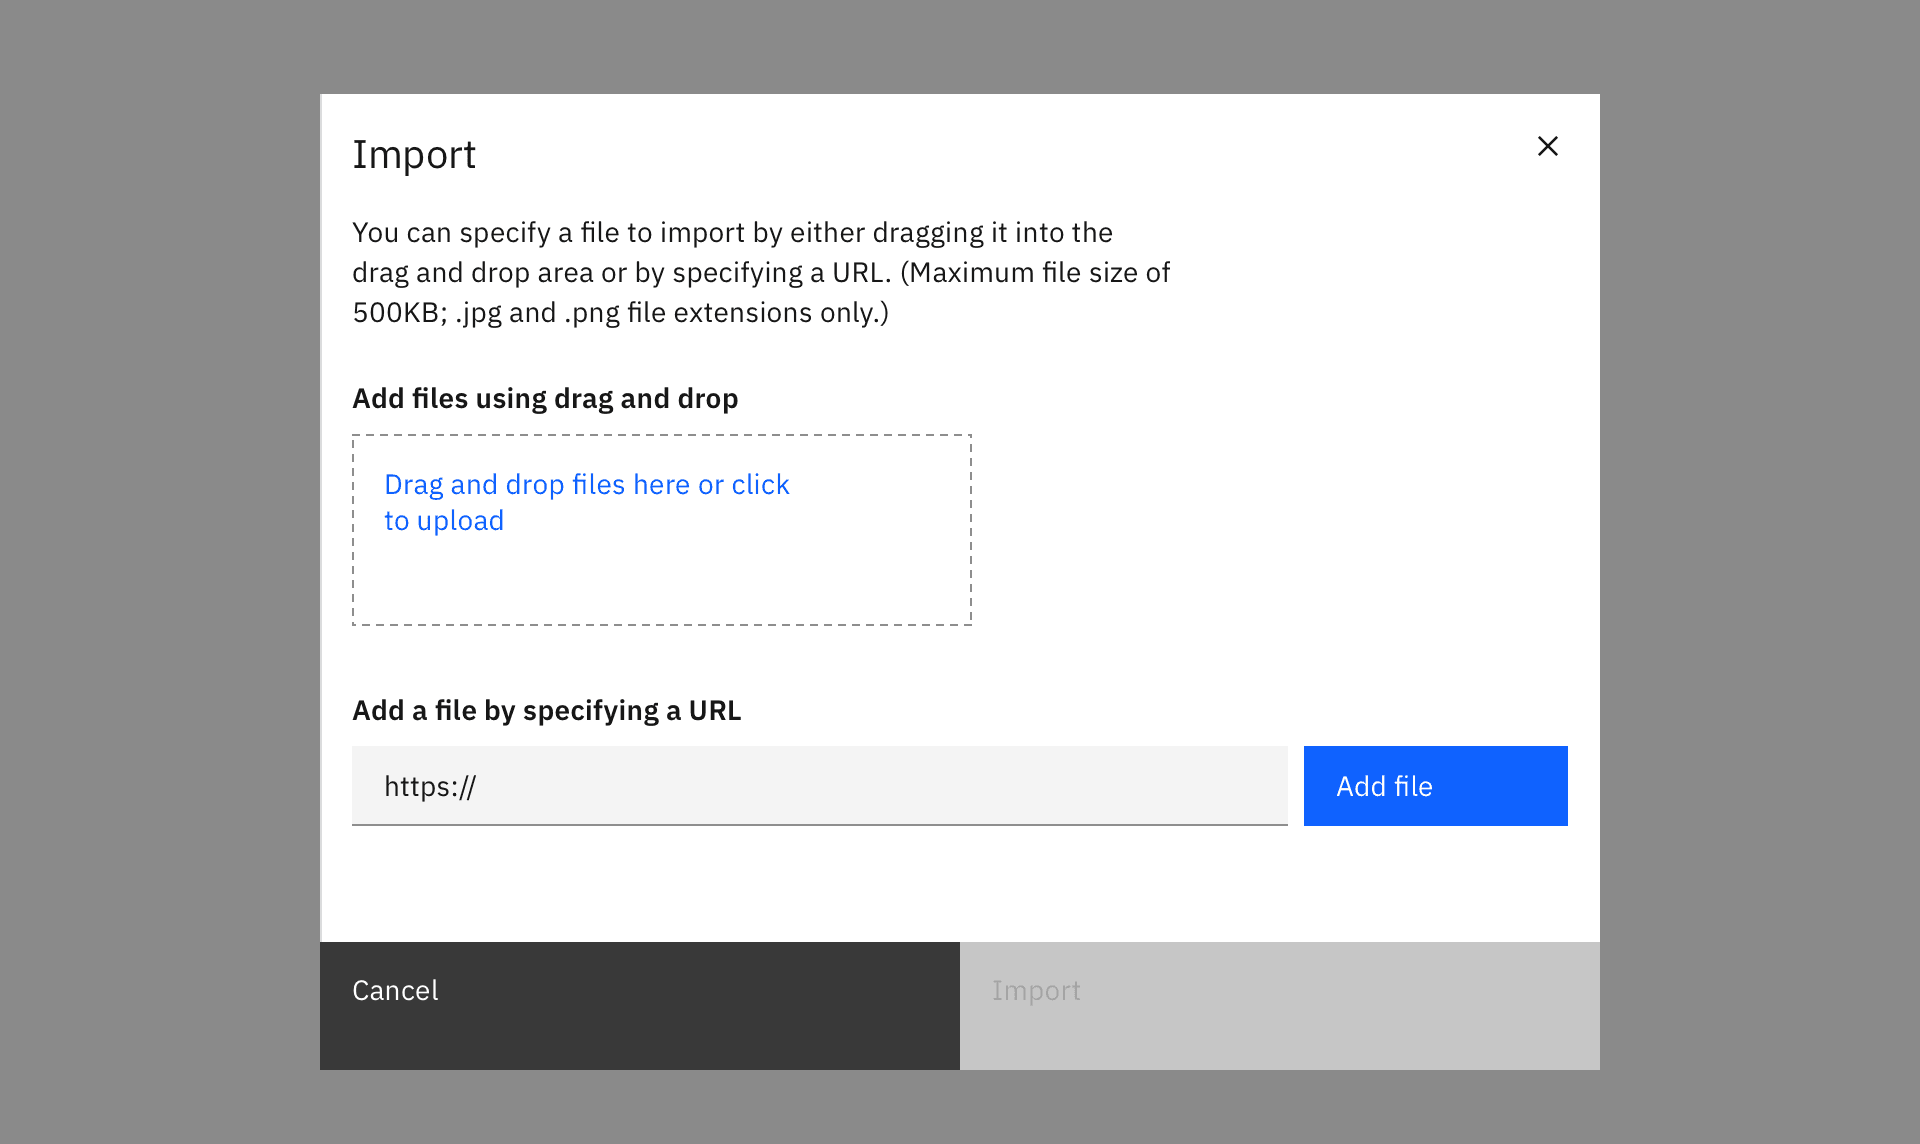 Import
You can specify a file to import by either dragging it into the
drag and drop area or by specifying a URL. (Maximum file size of
500KB; .jpg and .png file extensions only.)
Add files using drag and drop
Drag and drop files here or click
to upload
Add a file by specifying a URL
https://
Add file
Cancel
Import